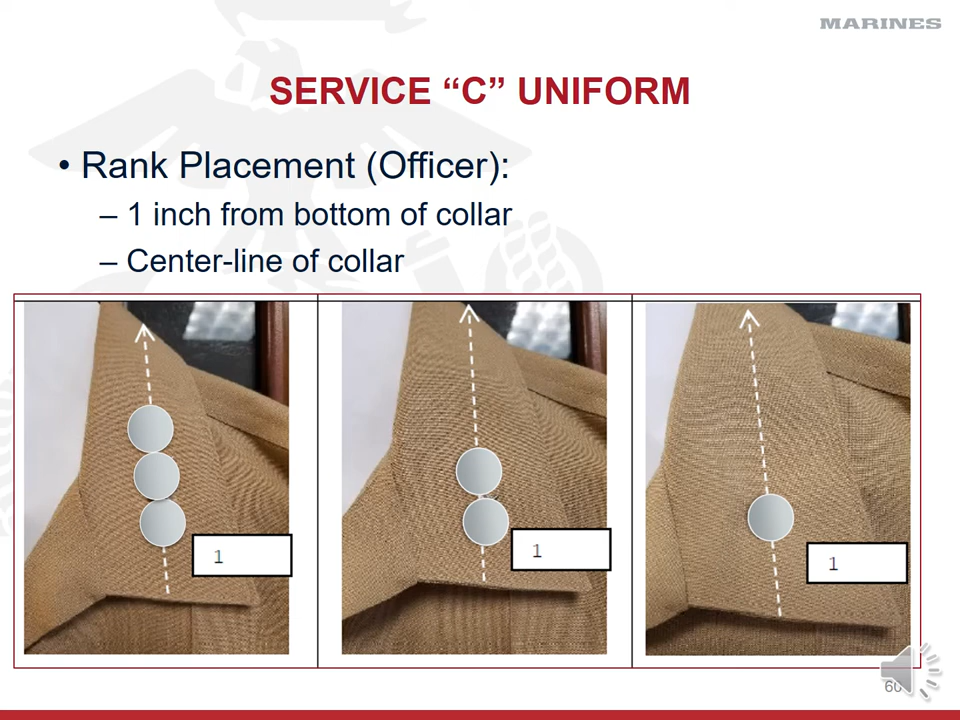 MARINES
SERVICE “C” UNIFORM
• Rank Placement (Officer):
– 1 inch from bottom of collar
– Center-line of collar
1
1
1